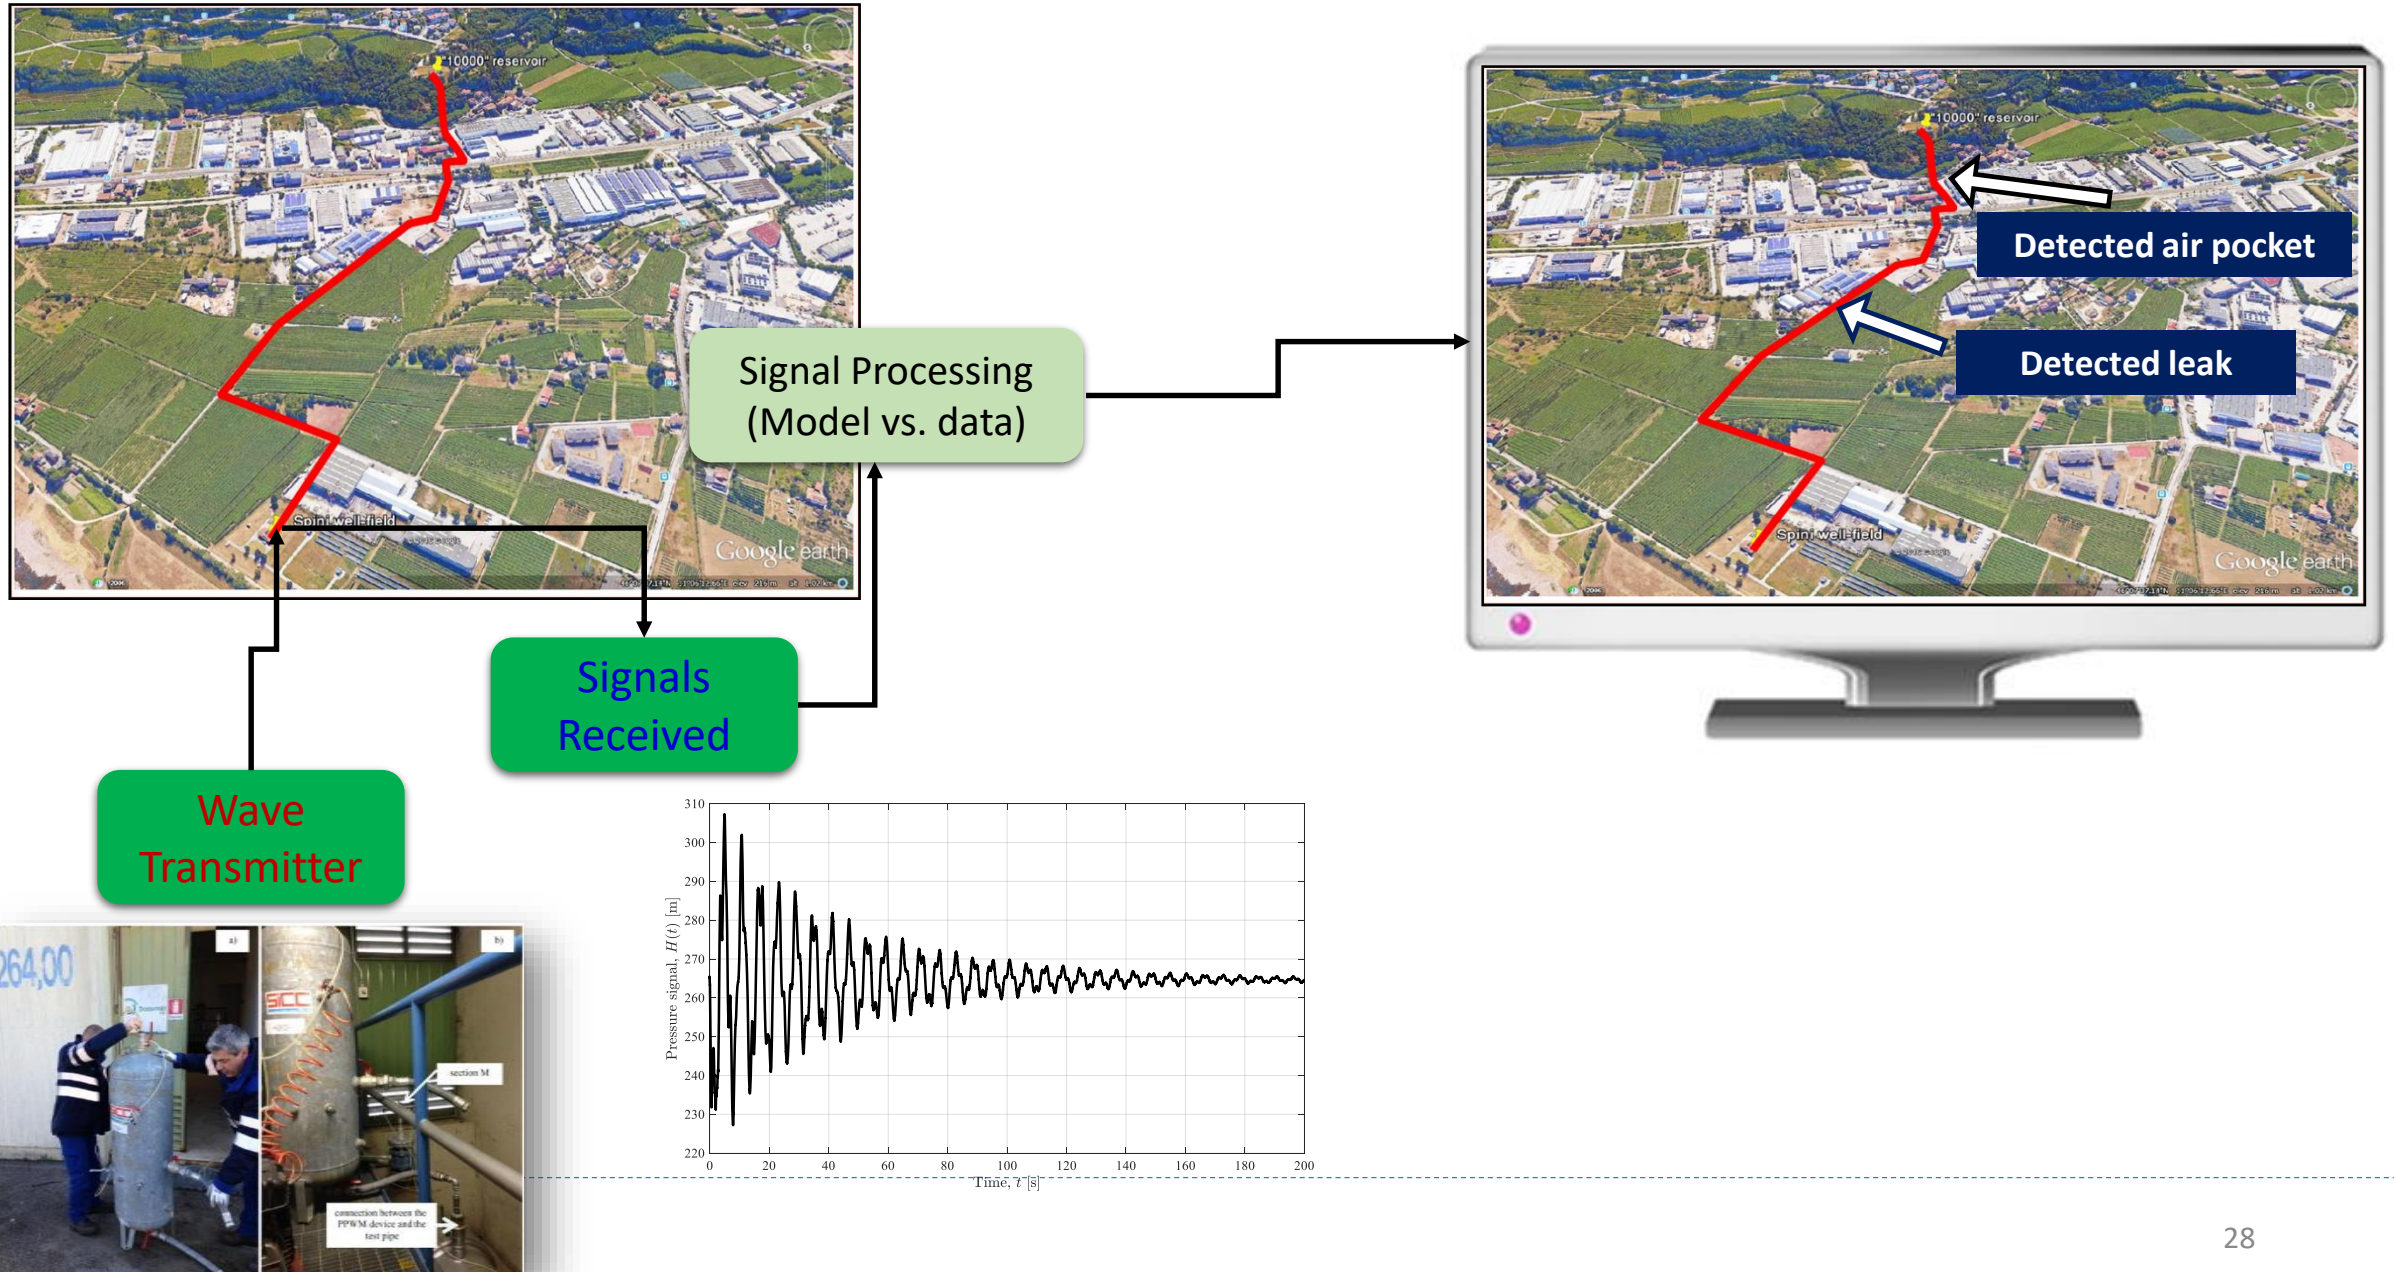 "10000" reservoir
Spini well-field
Google earth
Signal Processing
(Model vs. data)
"10000" reservoir
Detected air pocket
Detected leak
Spini well-field
Google earth
Signals
Received
Wave
Transmitter
264,00
a)
SICC
b)
SICC
section M
connection between the
PPWM device and the
test pipe
310
300
290
280
270
260
250
240
230
220
Pressure signal, H(t) [m]
0 20 40 60 80 100 120 140 160 180 200
Time, t [s]
28